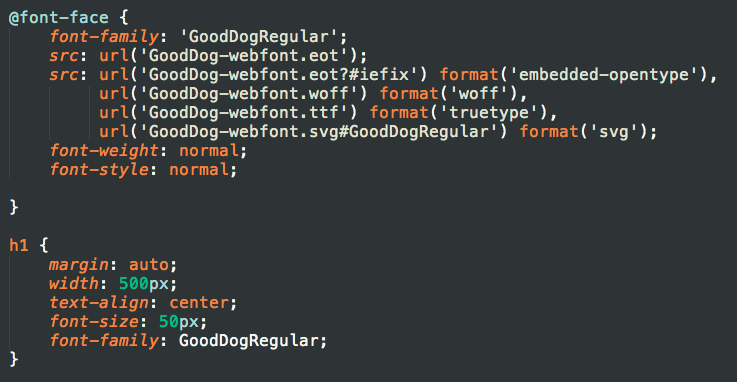 @font-face {
    font-family: 'GoodDogRegular';
    src: url('GoodDog-webfont.eot');
    src: url('GoodDog-webfont.eot?#iefix') format('embedded-opentype'),
         url('GoodDog-webfont.woff') format('woff'),
         url('GoodDog-webfont.ttf') format('truetype'),
         url('GoodDog-webfont.svg#GoodDogRegular') format('svg');
    font-weight: normal;
    font-style: normal;

}

h1 {
    margin: auto;
    width: 500px;
    text-align: center;
    font-size: 50px;
    font-family: GoodDogRegular;
}